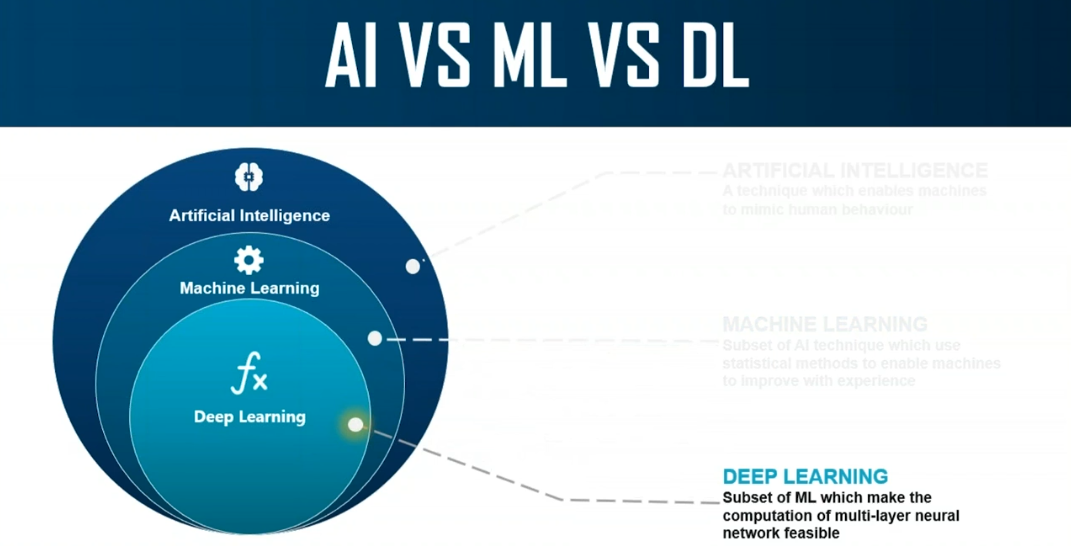 AI VS ML VS DL
Artificial Intelligence
Machine Learning
fx
Deep Learning
ARTIFICIAL INTELLIGENCE
A technique which enables machines
to mimic human behaviour
MACHINE LEARNING
Subset of AI technique which use
statistical methods to enable machines
to improve with experience
DEEP LEARNING
Subset of ML which make the
computation of multi-layer neural
network feasible